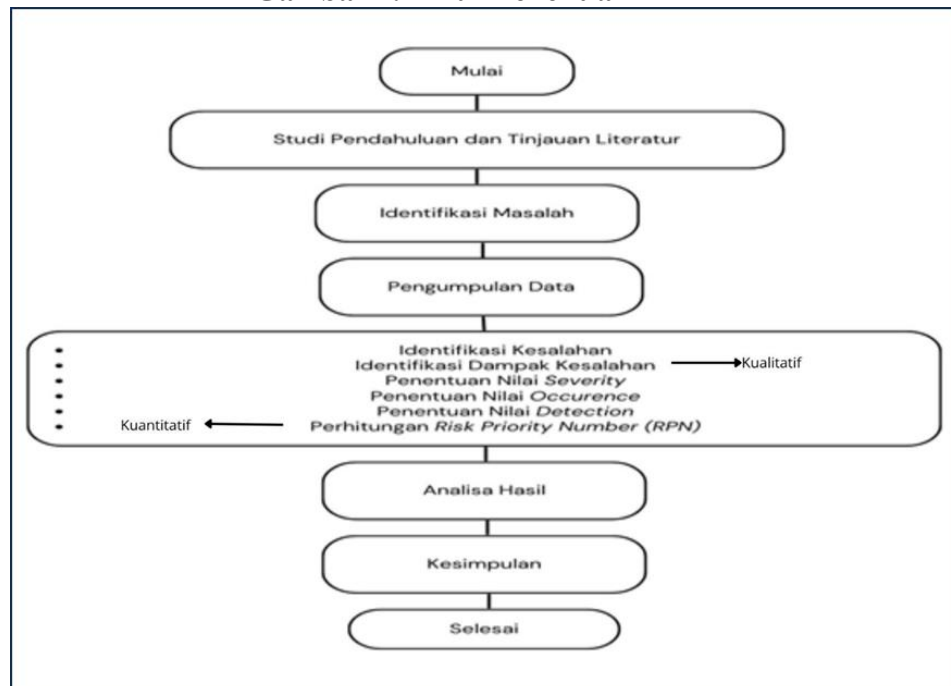 Mulai
Studi Pendahuluan dan Tinjauan Literatur
Identifikasi Masalah
Pengumpulan Data
• Identifikasi Kesalahan
• Identifikasi Dampak Kesalahan Kualitatif
• Penentuan Nilai Severity
• Penentuan Nilai Occurence
• Penentuan Nilai Detection
• Kuantitatif Perhitungan Risk Priority Number (RPN)
Analisa Hasil
Kesimpulan
Selesai